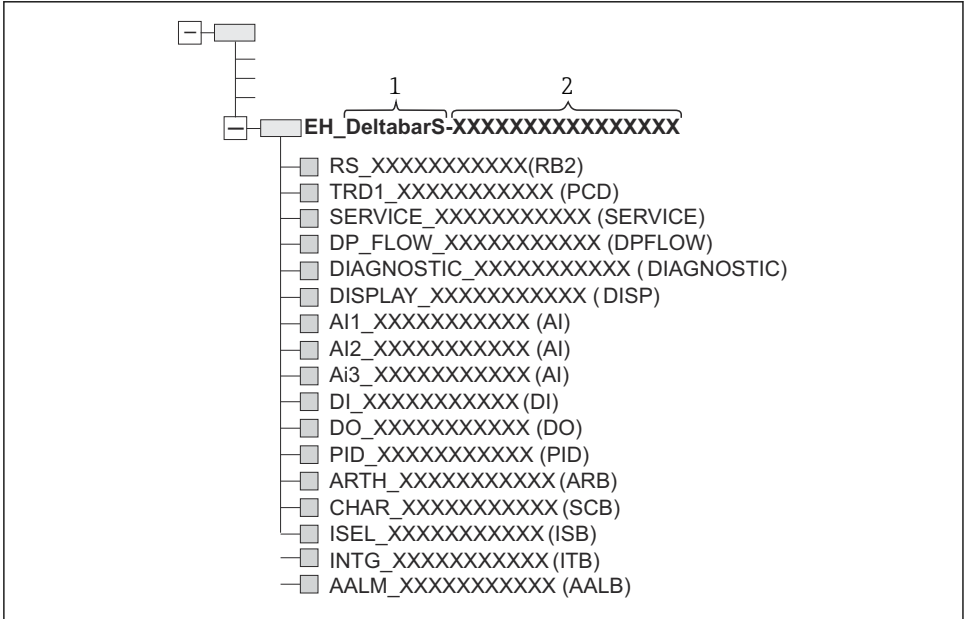 1 2
EH_DeltabarS-XXXXXXXXXXXXXXXX
RS_XXXXXXXXXXX(RB2)
TRD1_XXXXXXXXXXX (PCD)
SERVICE_XXXXXXXXXXX (SERVICE)
DP_FLOW_XXXXXXXXXXX (DPFLOW)
DIAGNOSTIC_XXXXXXXXXXX ( DIAGNOSTIC)
DISPLAY_XXXXXXXXXXX ( DISP)
AI1_XXXXXXXXXXX (AI)
AI2_XXXXXXXXXXX (AI)
Ai3_XXXXXXXXXXX (AI)
DI_XXXXXXXXXXX (DI)
DO_XXXXXXXXXXX (DO)
PID_XXXXXXXXXXX (PID)
ARTH_XXXXXXXXXXX (ARB)
CHAR_XXXXXXXXXXX (SCB)
ISEL_XXXXXXXXXXX (ISB)
INTG_XXXXXXXXXXX (ITB)
AALM_XXXXXXXXXXX (AALB)